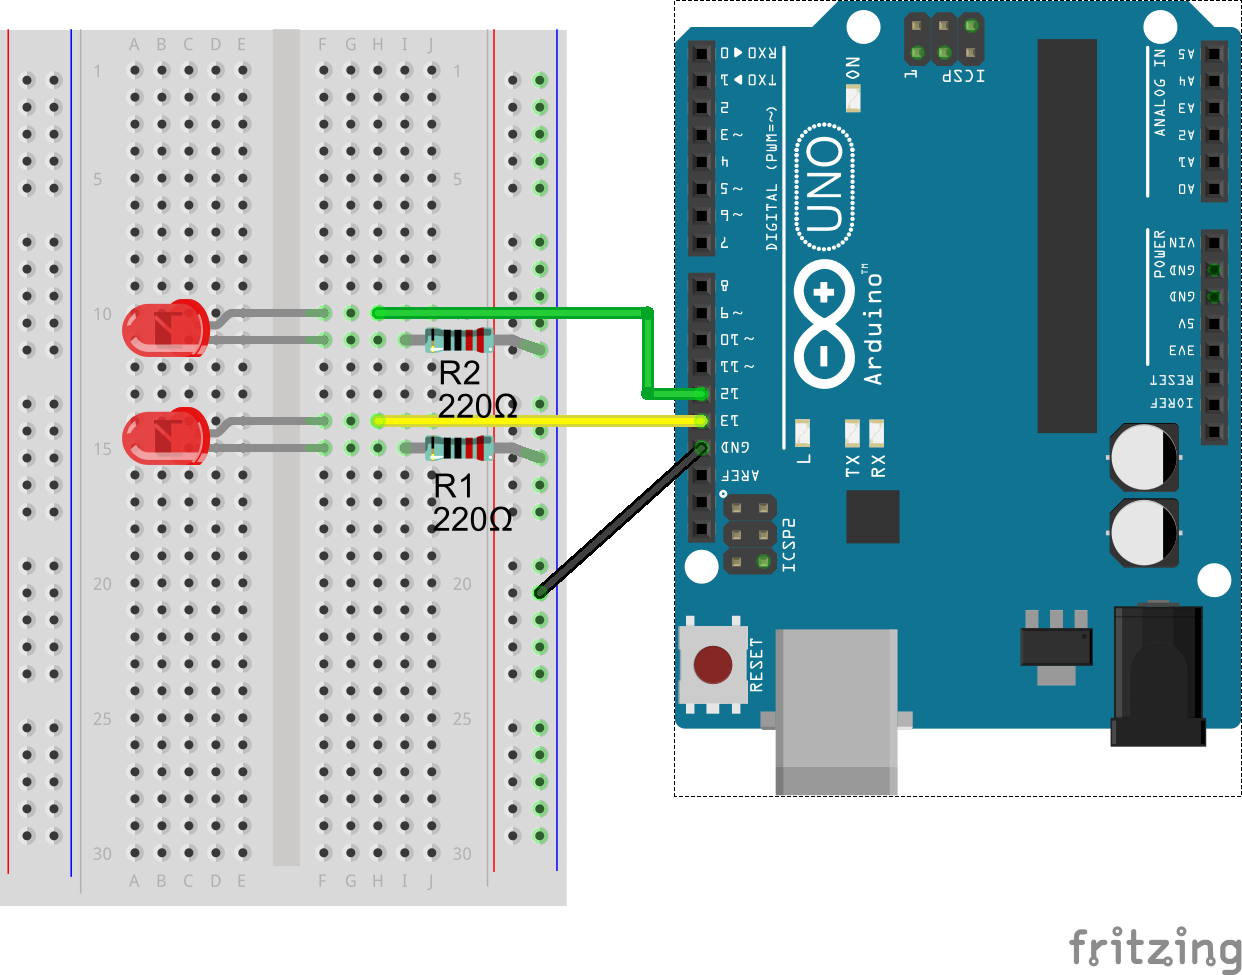 A B C D E F G H I J
1 1
5 5
10
15
20 20
25 25
30 30
A B C D E F G H I J
R2
220Ω
R1
220Ω
RX0 ◀ 0
TX0 ▶ 1
2
~3
4
~5
~6
7
8
~9
~10
~11
12
13
GND
AREF
DIGITAL (PWM=~)
ON
1
ICSP
UNO
Arduino™
L
TX
RX
ICSP2
RESET
ANALOG IN
A5
A4
A3
A2
A1
A0
POWER
VIN
GND
GND
5V
3V3
RESET
IOREF
fritzing